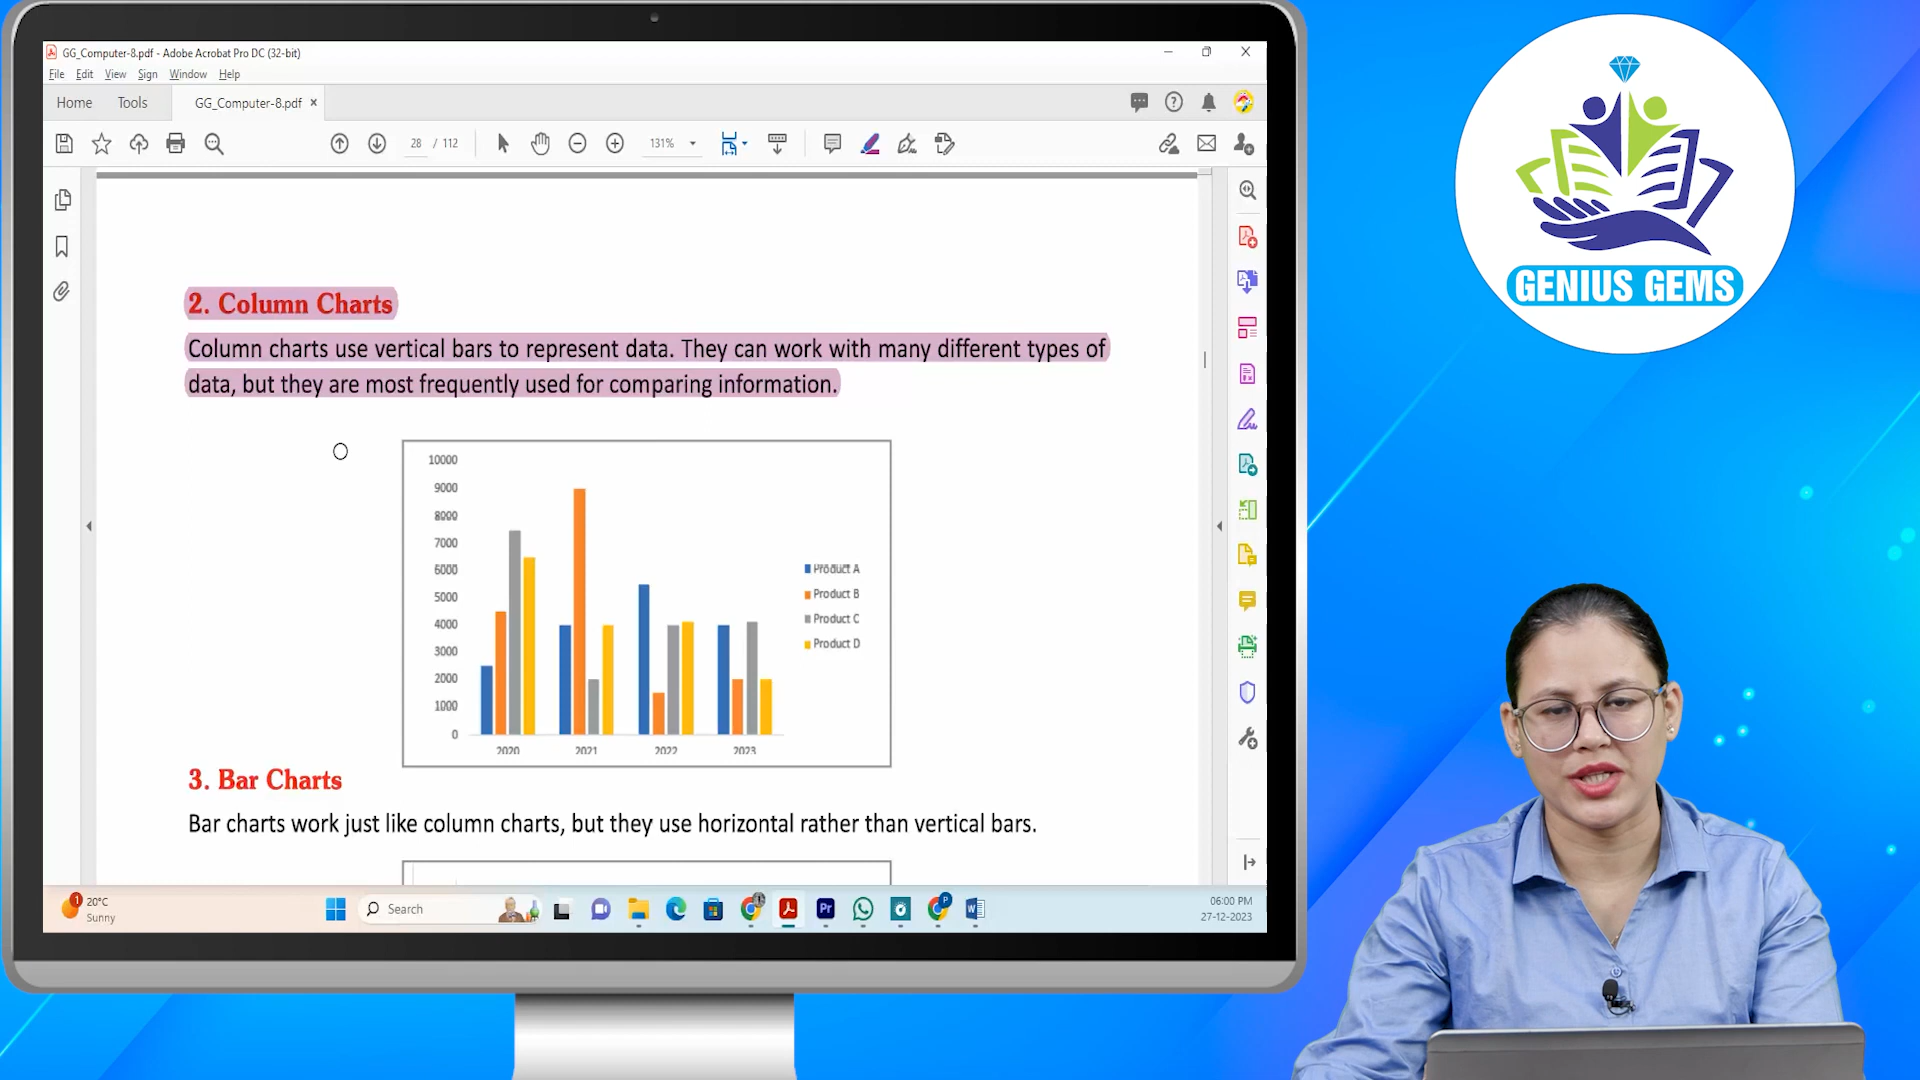 GG_Computer-8.pdf - Adobe Acrobat Pro DC (32-bit)
File Edit View Sign Window Help
Home Tools GG_Computer-8.pdf ×
28 / 112 131%
GENIUS GEMS
2. Column Charts
Column charts use vertical bars to represent data. They can work with many different types of
data, but they are most frequently used for comparing information.
10000
9000
8000
7000
6000
5000
4000
3000
2000
1000
0
2020 2021 2022 2023
Product A
Product B
Product C
Product D
3. Bar Charts
Bar charts work just like column charts, but they use horizontal rather than vertical bars.
1
20°C
Sunny
Search
Pr
P
06:00 PM
27-12-2023